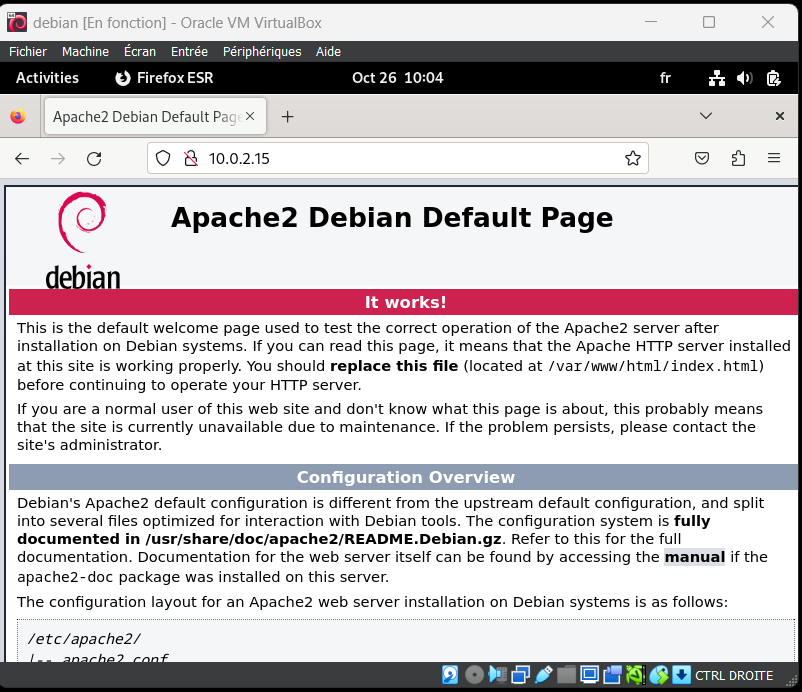 debian [En fonction] - Oracle VM VirtualBox
Fichier Machine Écran Entrée Périphériques Aide
Activities Firefox ESR Oct 26 10:04 fr
Apache2 Debian Default Page
10.0.2.15
debian
Apache2 Debian Default Page
It works!
This is the default welcome page used to test the correct operation of the Apache2 server after
installation on Debian systems. If you can read this page, it means that the Apache HTTP server installed
at this site is working properly. You should replace this file (located at /var/www/html/index.html)
before continuing to operate your HTTP server.
If you are a normal user of this web site and don't know what this page is about, this probably means
that the site is currently unavailable due to maintenance. If the problem persists, please contact the
site's administrator.
Configuration Overview
Debian's Apache2 default configuration is different from the upstream default configuration, and split
into several files optimized for interaction with Debian tools. The configuration system is fully
documented in /usr/share/doc/apache2/README.Debian.gz. Refer to this for the full
documentation. Documentation for the web server itself can be found by accessing the manual if the
apache2-doc package was installed on this server.
The configuration layout for an Apache2 web server installation on Debian systems is as follows:
/etc/apache2/
|-- apache2.conf
CTRL DROITE